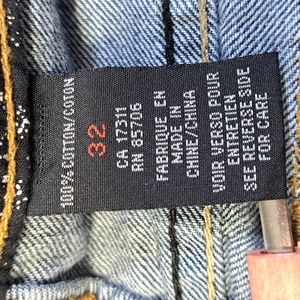 100% COTTON/COTON
32
CA 17311
RN 85706
FABRIQUE EN
MADE IN
CHINE/CHINA
VOIR VERSO POUR
ENTRETIEN
SEE REVERSE SIDE
FOR CARE